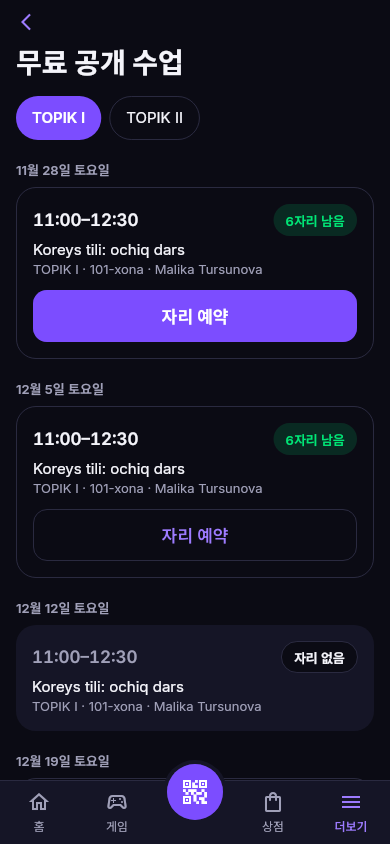 무료 공개 수업
TOPIK I
TOPIK II
11월 28일 토요일
11:00–12:30
6자리 남음
Koreys tili: ochiq dars
TOPIK I · 101-xona · Malika Tursunova
자리 예약
12월 5일 토요일
11:00–12:30
6자리 남음
Koreys tili: ochiq dars
TOPIK I · 101-xona · Malika Tursunova
자리 예약
12월 12일 토요일
11:00–12:30
자리 없음
Koreys tili: ochiq dars
TOPIK I · 101-xona · Malika Tursunova
12월 19일 토요일
홈
게임
상점
더보기